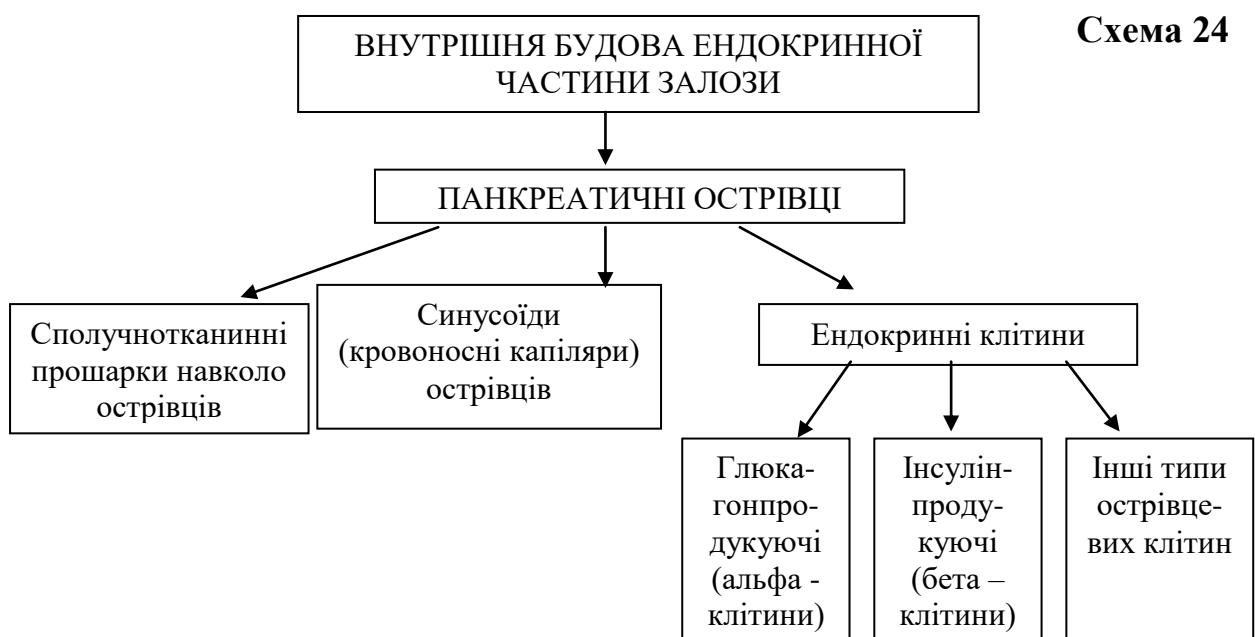 Схема 24
ВНУТРІШНЯ БУДОВА ЕНДОКРИННОЇ
ЧАСТИНИ ЗАЛОЗИ
ПАНКРЕАТИЧНІ ОСТРІВЦІ
Сполучнотканинні
прошарки навколо
острівців
Синусоїди
(кровоносні капіляри)
острівців
Ендокринні клітини
Глюка-
гонпро-
дукуючі
(альфа -
клітини)
Інсулін-
проду-
куючі
(бета –
клітини)
Інші типи
острівце-
вих клітин